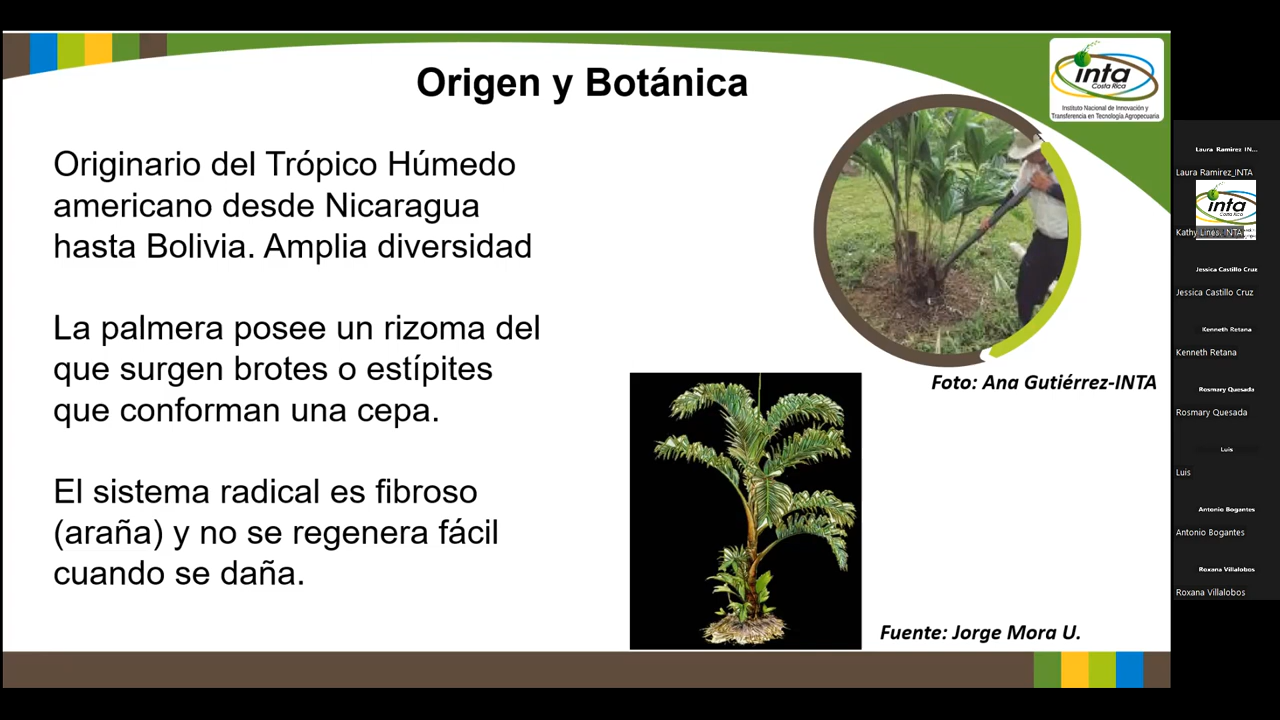 Origen y Botánica
inta
Costa Rica
Instituto Nacional de Innovación y
Transferencia en Tecnología Agropecuaria
Originario del Trópico Húmedo
americano desde Nicaragua
hasta Bolivia. Amplia diversidad
La palmera posee un rizoma del
que surgen brotes o estípites
que conforman una cepa.
El sistema radical es fibroso
(araña) y no se regenera fácil
cuando se daña.
Foto: Ana Gutiérrez-INTA
Fuente: Jorge Mora U.
Laura Ramirez IN...
Laura Ramirez_INTA
inta
Kathy Lines, INTA
Jessica Castillo Cruz
Jessica Castillo Cruz
Kenneth Retana
Kenneth Retana
Rosmary Quesada
Rosmary Quesada
Luis
Luis
Antonio Bogantes
Antonio Bogantes
Roxana Villalobos
Roxana Villalobos